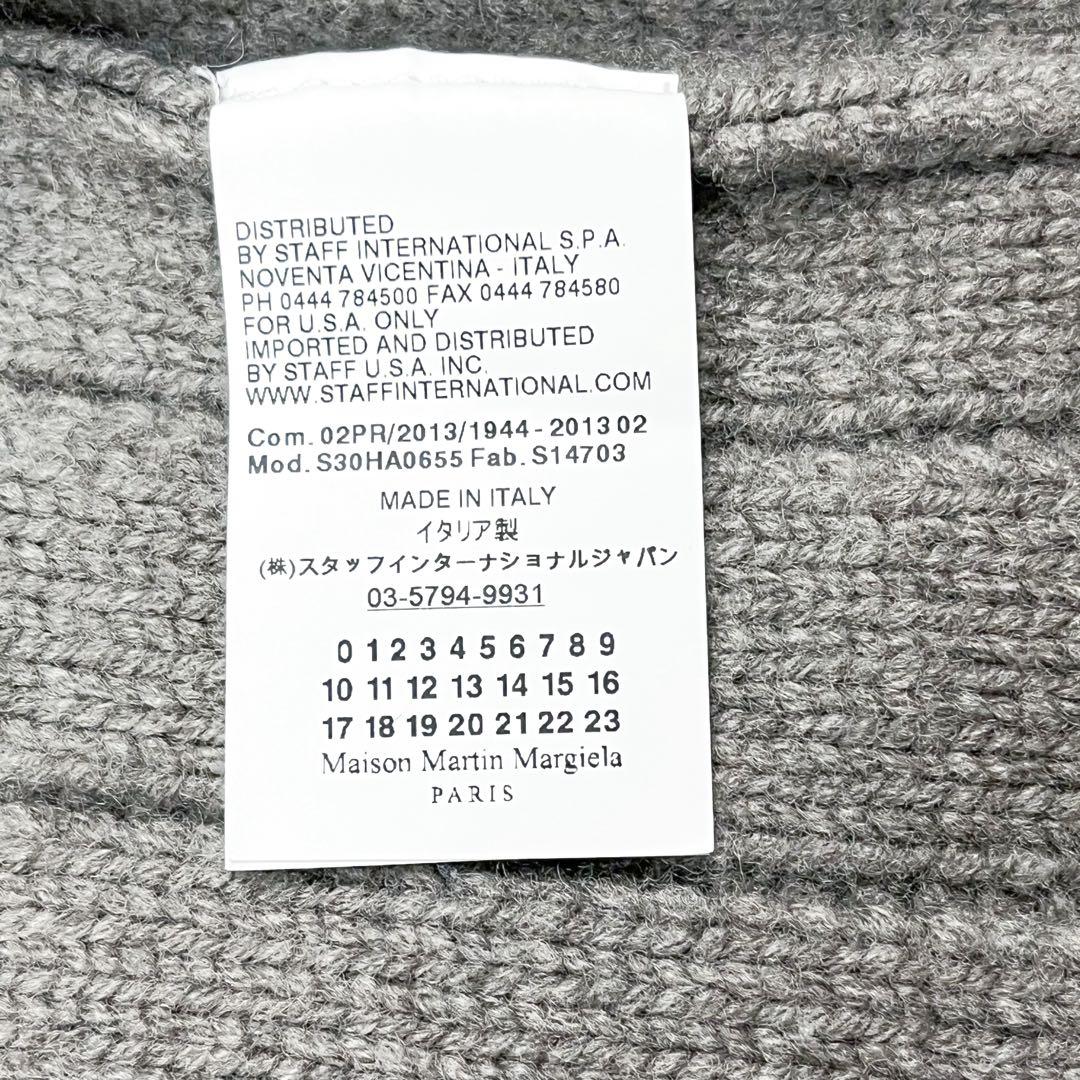 DISTRIBUTED
BY STAFF INTERNATIONAL S.P.A.
NOVENTA VICENTINA - ITALY
PH 0444 784500 FAX 0444 784580
FOR U.S.A. ONLY
IMPORTED AND DISTRIBUTED
BY STAFF U.S.A. INC.
WWW.STAFFINTERNATIONAL.COM
Com. 02PR/2013/1944 - 2013 02
Mod. S30HA0655 Fab. S14703
MADE IN ITALY
イタリア製
(株)スタッフインターナショナルジャパン
03-5794-9931
0 1 2 3 4 5 6 7 8 9
10 11 12 13 14 15 16
17 18 19 20 21 22 23
Maison Martin Margiela
PARIS